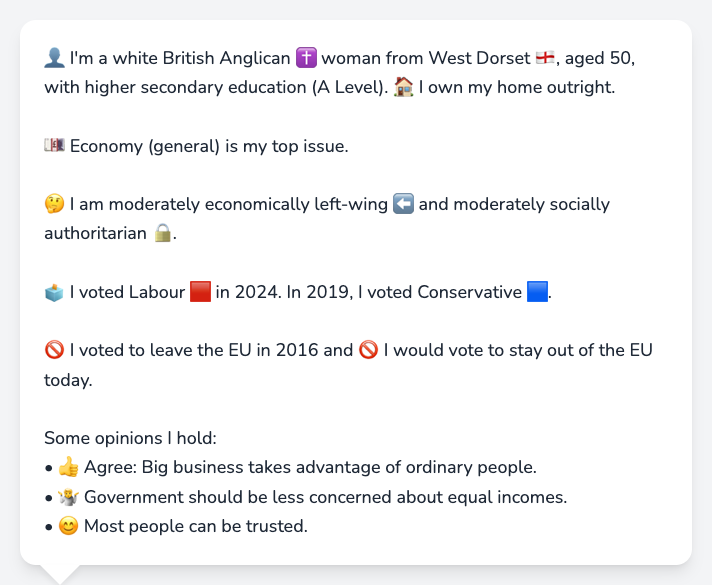 👤 I'm a white British Anglican ✝️ woman from West Dorset 🏴󠁧󠁢󠁥󠁮󠁧󠁿, aged 50,
with higher secondary education (A Level). 🏠 I own my home outright.
💷 Economy (general) is my top issue.
🤔 I am moderately economically left-wing ⬅️ and moderately socially
authoritarian 🔒.
🗳️ I voted Labour 🟥 in 2024. In 2019, I voted Conservative 🟦.
🚫 I voted to leave the EU in 2016 and 🚫 I would vote to stay out of the EU
today.
Some opinions I hold:
• 👍 Agree: Big business takes advantage of ordinary people.
• 🤷 Government should be less concerned about equal incomes.
• 😊 Most people can be trusted.